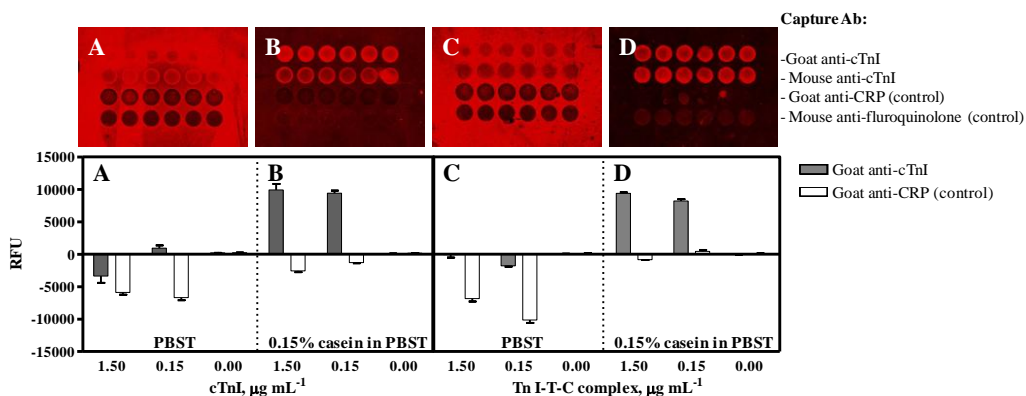 Capture Ab:
A
B
C
D
-Goat anti-cTnI
- Mouse anti-cTnI
- Goat anti-CRP (control)
- Mouse anti-fluroquinolone (control)
15000
10000
5000
0
-5000
-10000
-15000
RFU
A
B
C
D
Goat anti-cTnI
Goat anti-CRP (control)
PBST
0.15% casein in PBST
PBST
0.15% casein in PBST
1.50 0.15 0.00 1.50 0.15 0.00 1.50 0.15 0.00 1.50 0.15 0.00
cTnI, µg mL⁻¹
Tn I-T-C complex, µg mL⁻¹